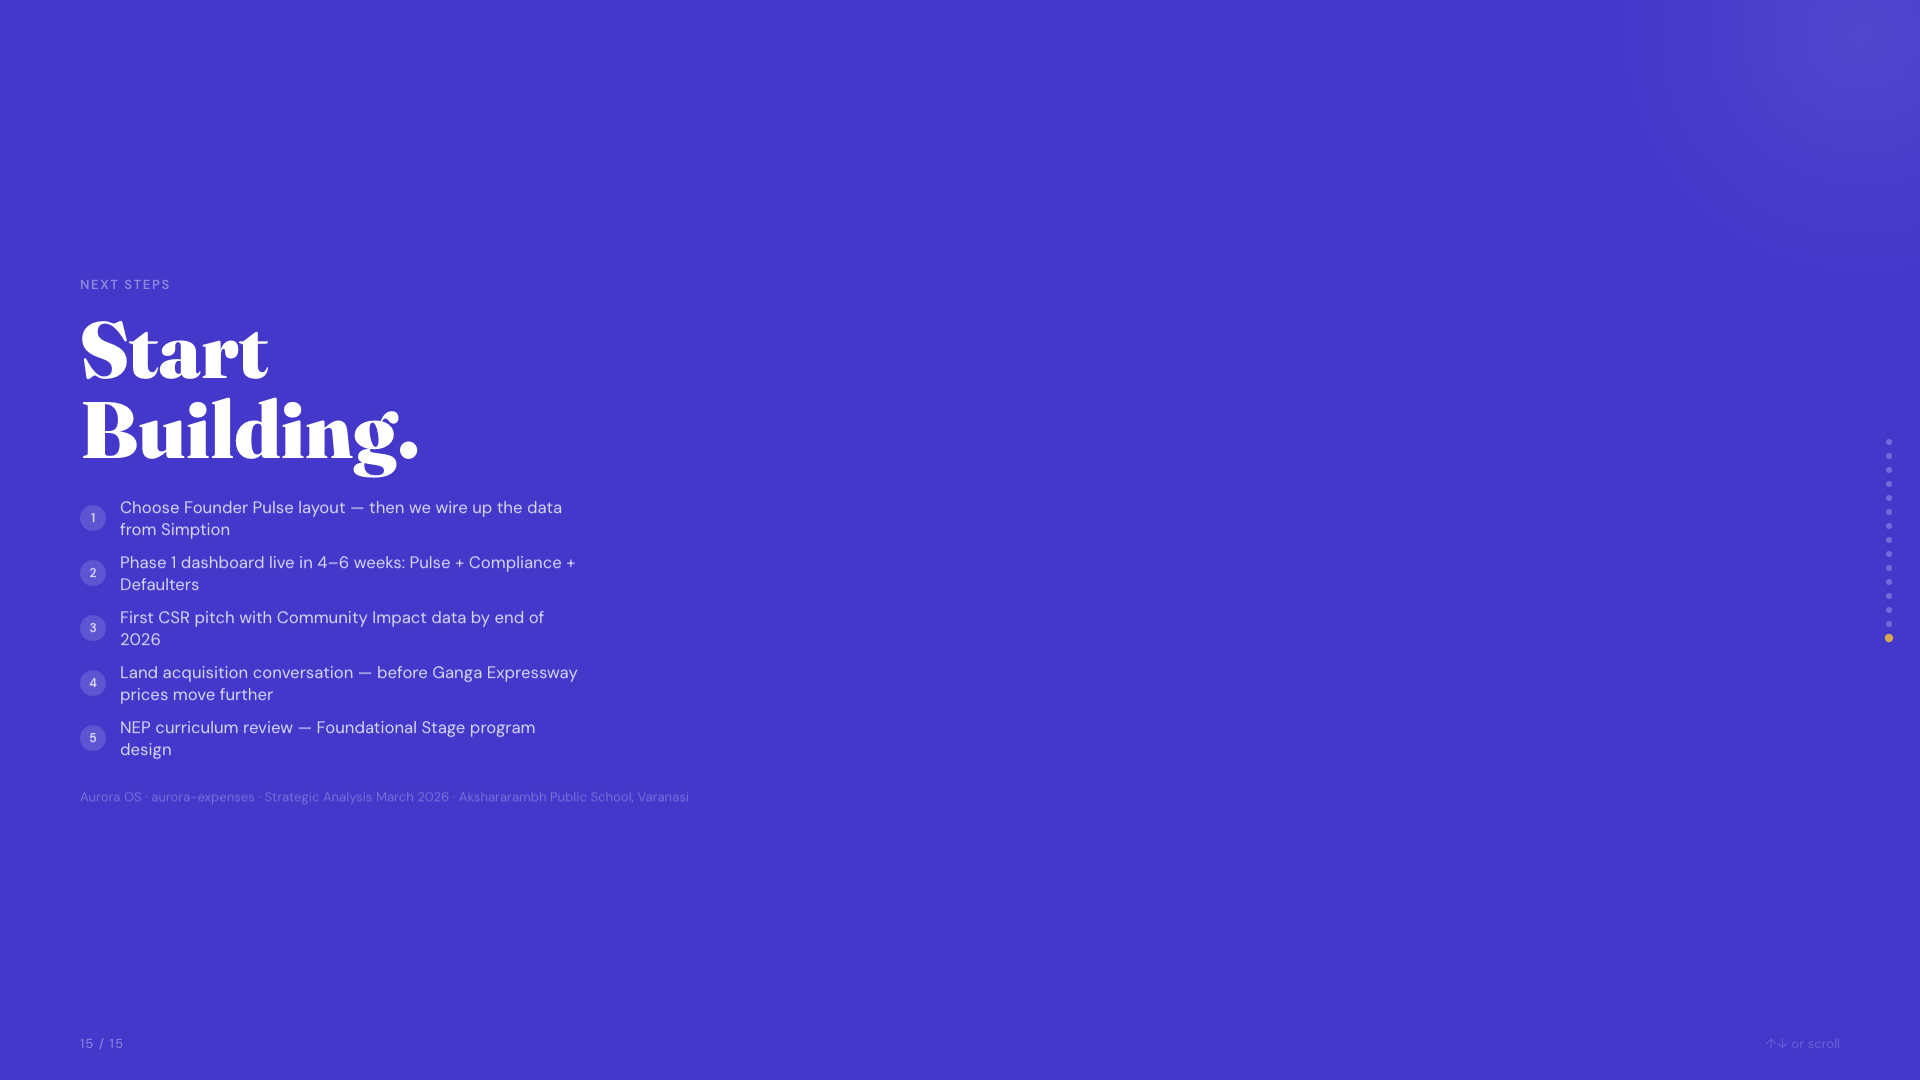 NEXT STEPS
Start
Building.
1 Choose Founder Pulse layout — then we wire up the data
from Simption
2 Phase 1 dashboard live in 4–6 weeks: Pulse + Compliance +
Defaulters
3 First CSR pitch with Community Impact data by end of
2026
4 Land acquisition conversation — before Ganga Expressway
prices move further
5 NEP curriculum review — Foundational Stage program
design
Aurora OS · aurora-expenses · Strategic Analysis March 2026 · Akshararambh Public School, Varanasi
15 / 15
↑↓ or scroll